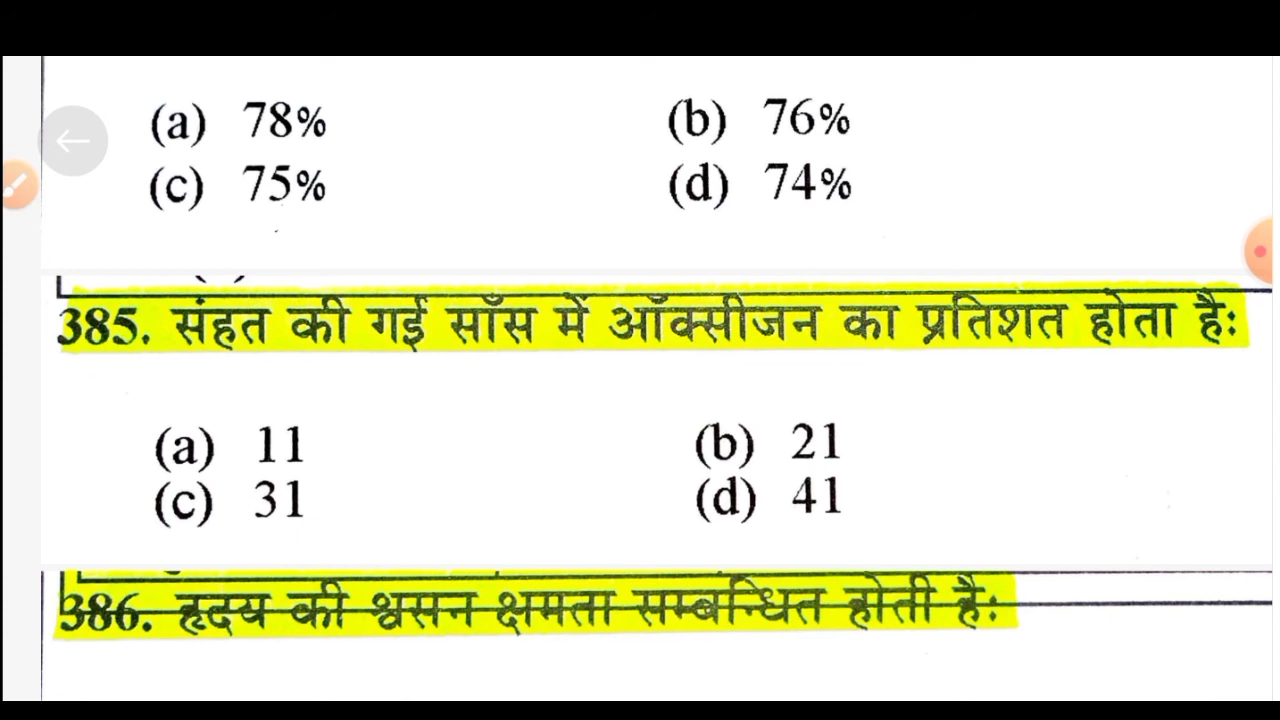 (a) 78% (b) 76%
(c) 75% (d) 74%
385. संहत की गई साँस में ऑक्सीजन का प्रतिशत होता हैः
(a) 11 (b) 21
(c) 31 (d) 41
386. हृदय की श्वसन क्षमता सम्बन्धित होती हैः